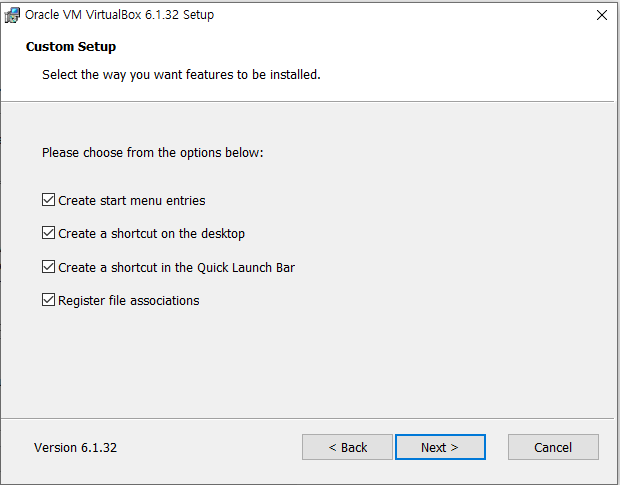 Oracle VM VirtualBox 6.1.32 Setup
Custom Setup
Select the way you want features to be installed.
Please choose from the options below:
Create start menu entries
Create a shortcut on the desktop
Create a shortcut in the Quick Launch Bar
Register file associations
Version 6.1.32
< Back
Next >
Cancel